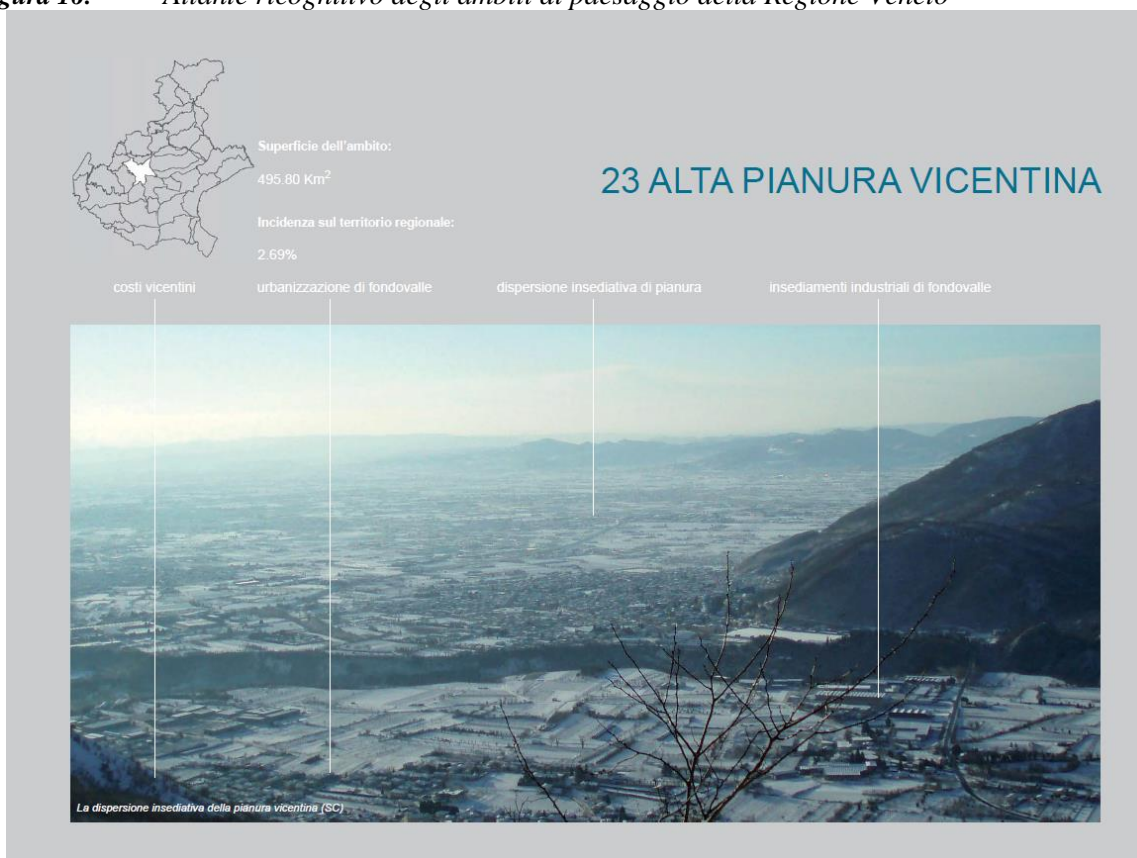 gura 10. Atlante ricognitivo degli ambiti di paesaggio della Regione Veneto
Superficie dell'ambito:
495.80 Km2
23 ALTA PIANURA VICENTINA
Incidenza sul territorio regionale:
2.69%
costi vicentini urbanizzazione di fondovalle dispersione insediativa di pianura insediamenti industriali di fondovalle
La dispersione insediativa della pianura vicentina (SC)